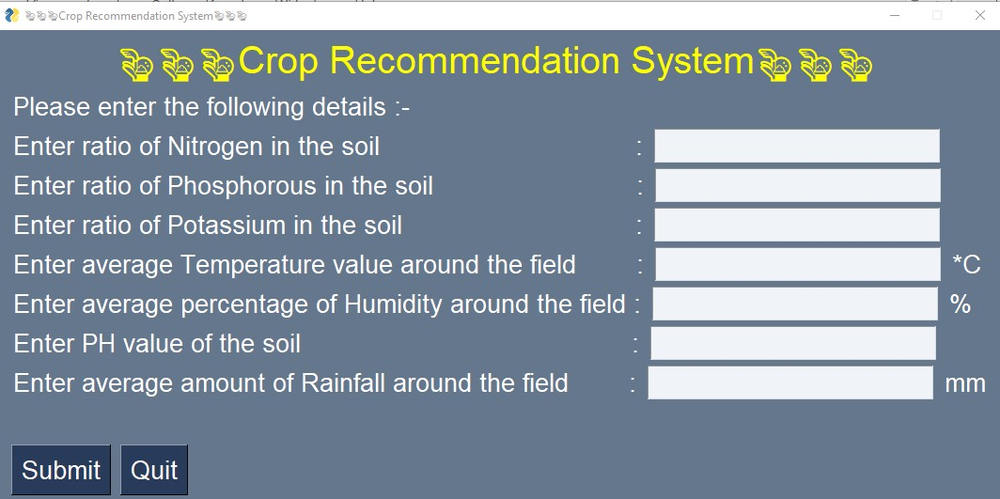 Crop Recommendation System
Crop Recommendation System
Please enter the following details :-
Enter ratio of Nitrogen in the soil :
Enter ratio of Phosphorous in the soil :
Enter ratio of Potassium in the soil :
Enter average Temperature value around the field : *C
Enter average percentage of Humidity around the field : %
Enter PH value of the soil :
Enter average amount of Rainfall around the field : mm
Submit Quit